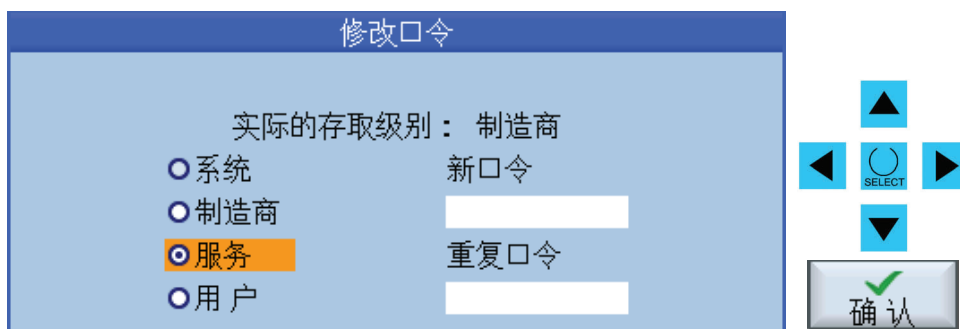 修改口令
实际的存取级别： 制造商
系统 新口令
制造商
服务 重复口令
用户
SELECT
确认